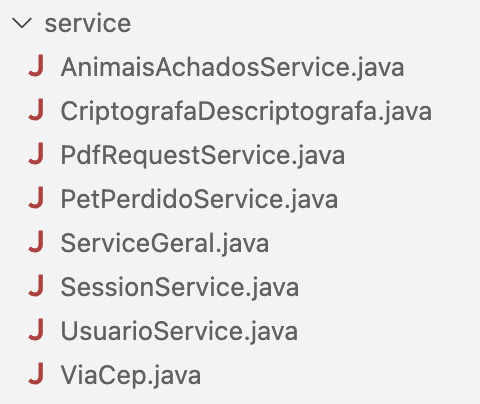 service
J AnimaisAchadosService.java
J CriptografaDescriptografa.java
J PdfRequestService.java
J PetPerdidoService.java
J ServiceGeral.java
J SessionService.java
J UsuarioService.java
J ViaCep.java